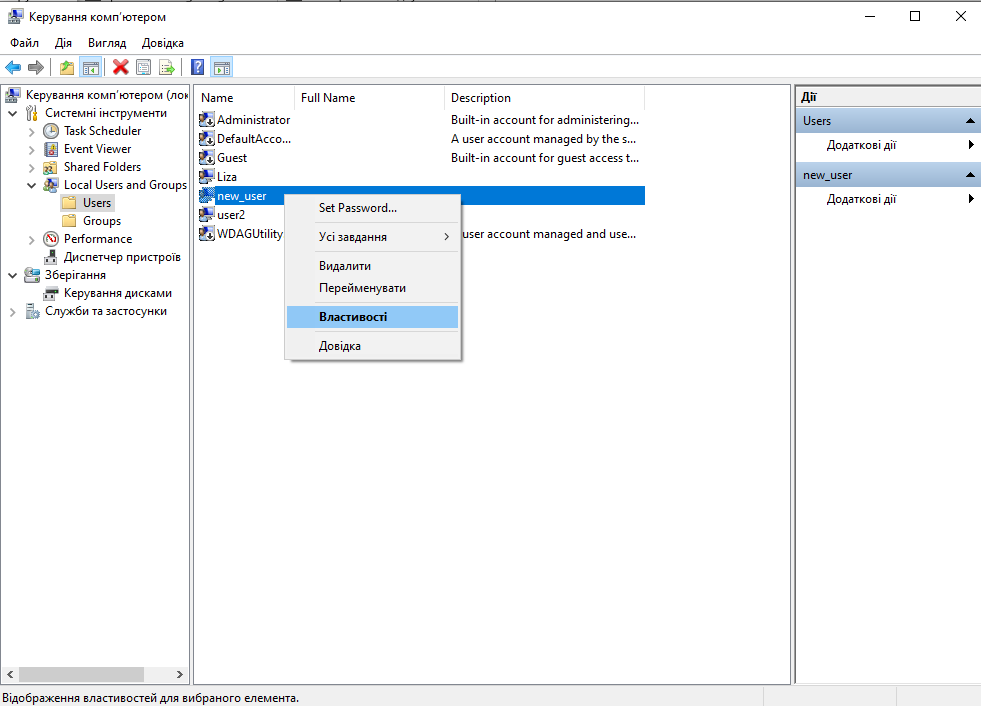 Керування комп'ютером
Файл Дія Вигляд Довідка
Керування комп'ютером (лок
Системні інструменти
Task Scheduler
Event Viewer
Shared Folders
Local Users and Groups
Users
Groups
Performance
Диспетчер пристроїв
Зберігання
Керування дисками
Служби та застосунки
Name Full Name Description
Administrator Built-in account for administering...
DefaultAcco... A user account managed by the s...
Guest Built-in account for guest access t...
Liza
new_user
user2
WDAGUtility user account managed and use...
Set Password...
Усі завдання
Видалити
Перейменувати
Властивості
Довідка
Дії
Users
Додаткові дії
new_user
Додаткові дії
Відображення властивостей для вибраного елемента.